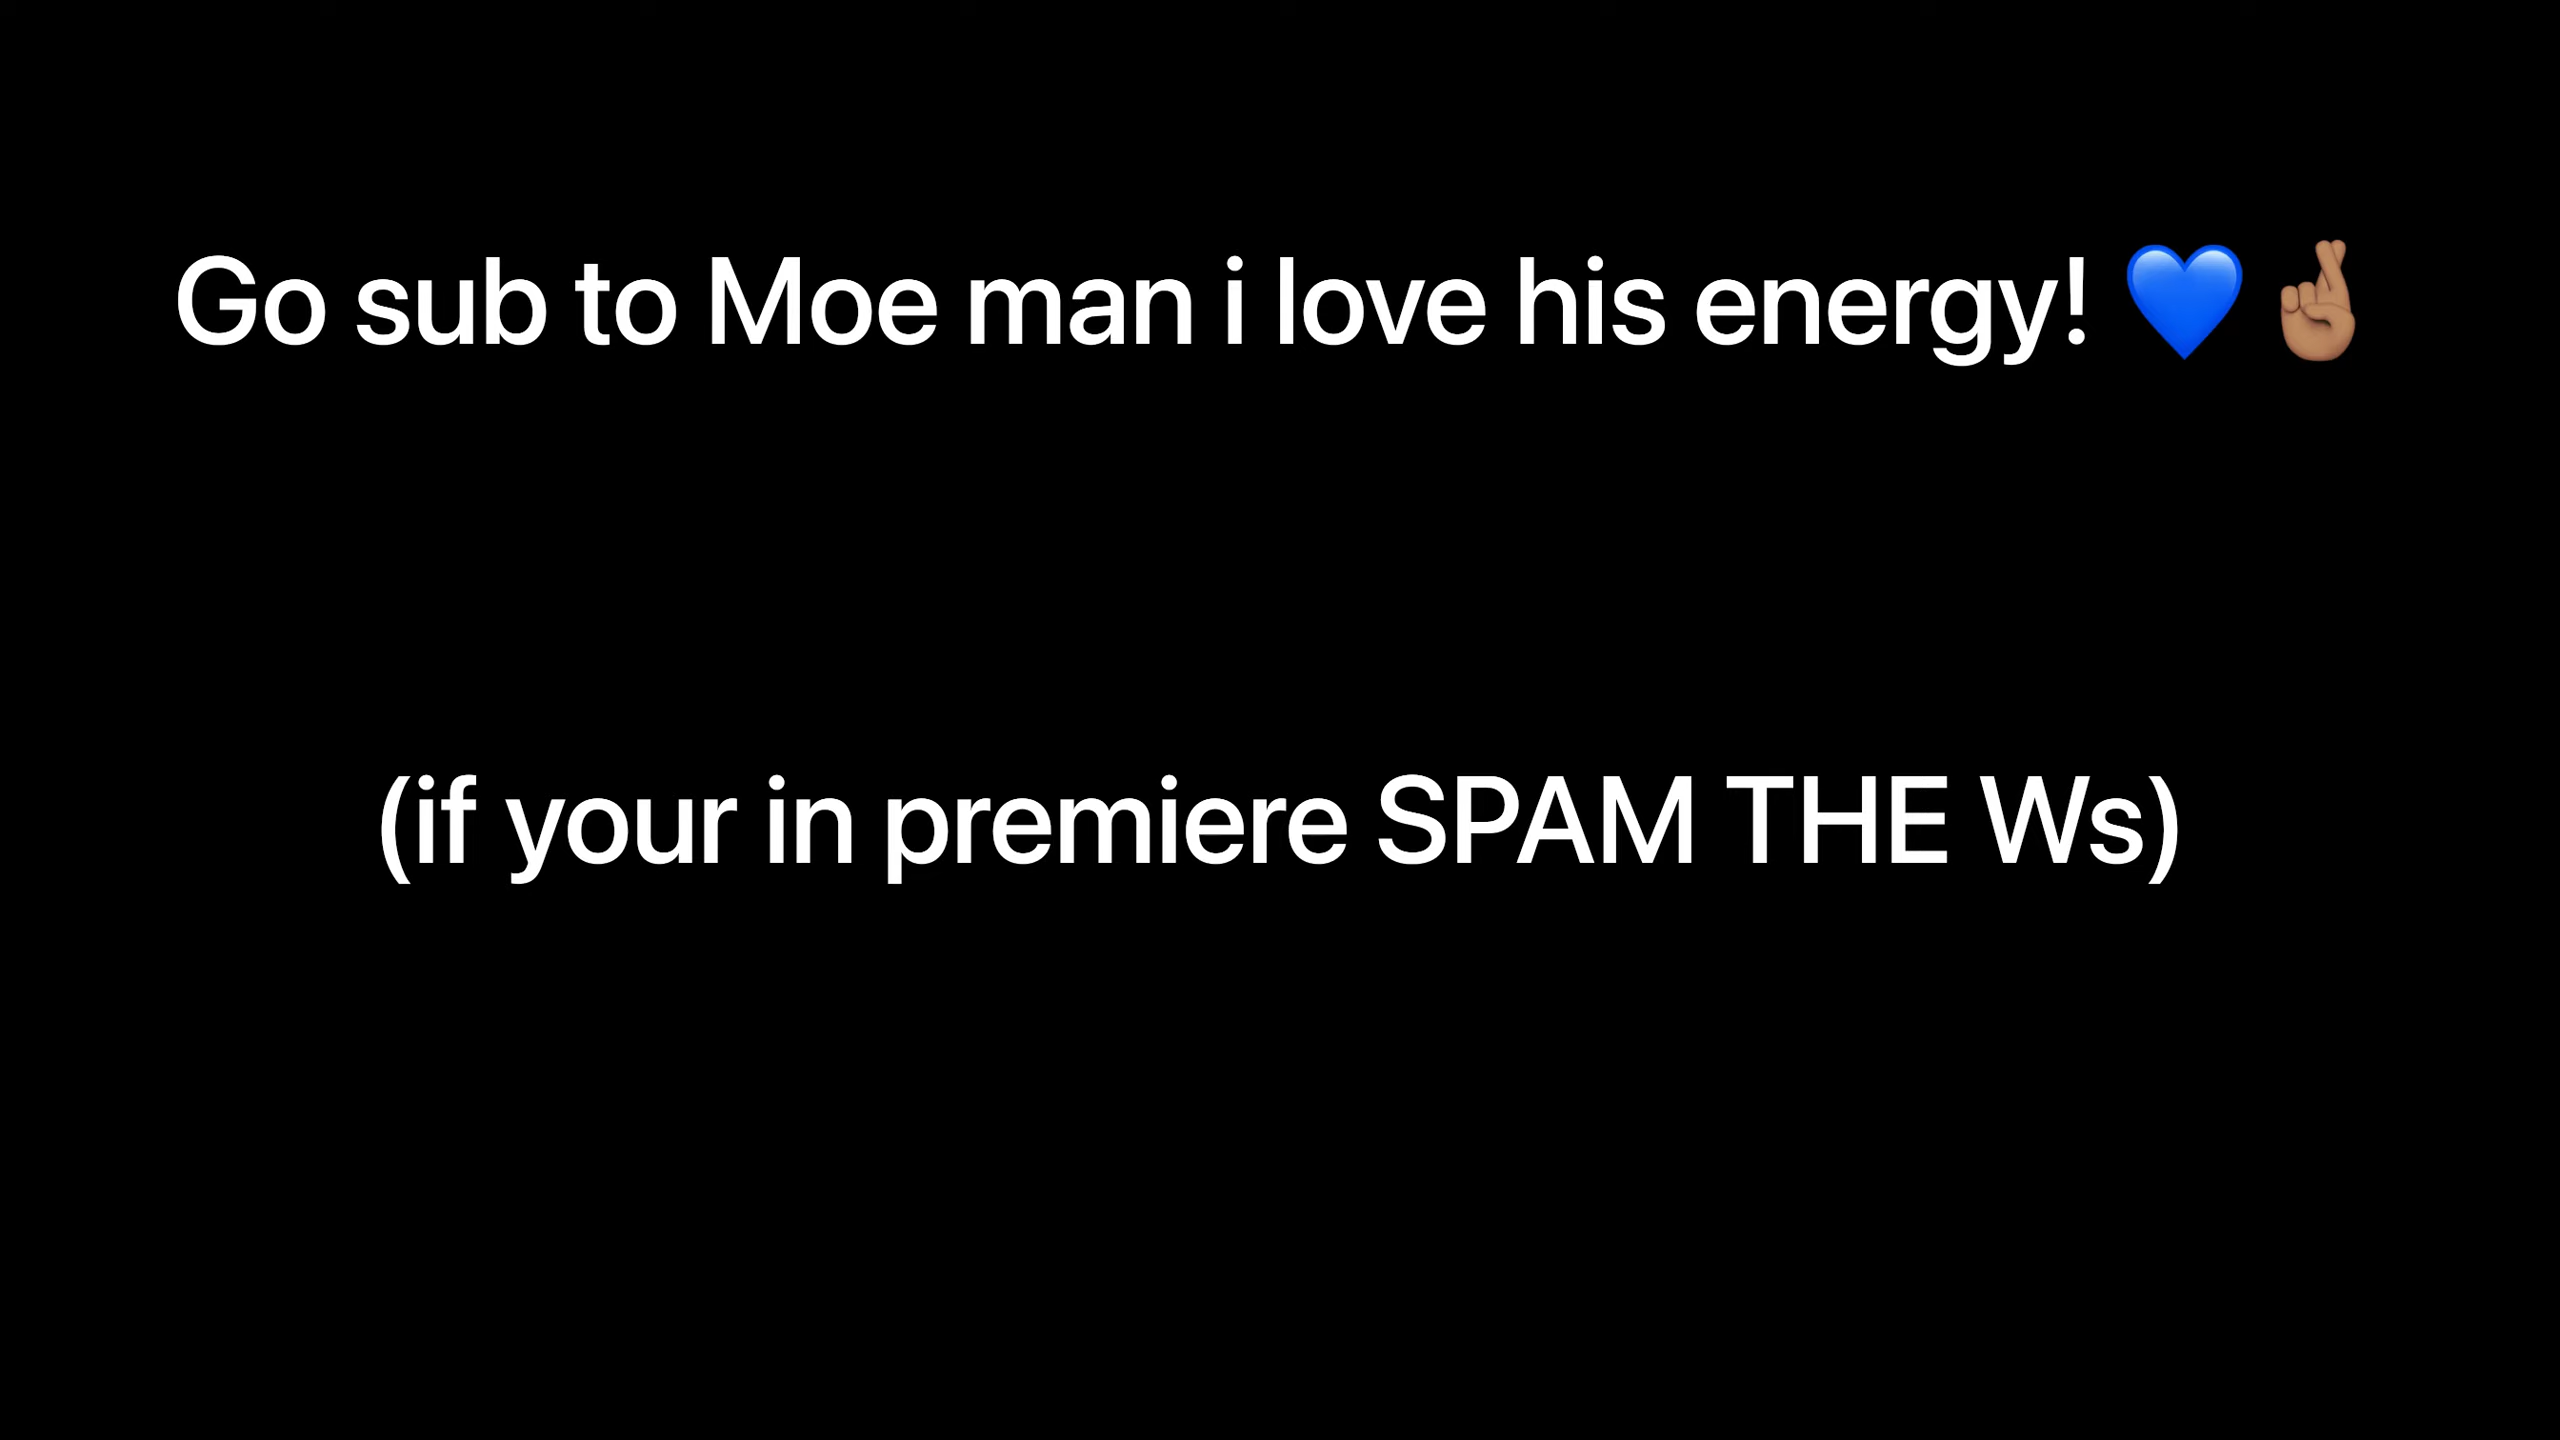 Go sub to Moe man i love his energy! 💙🤞🏽
(if your in premiere SPAM THE Ws)